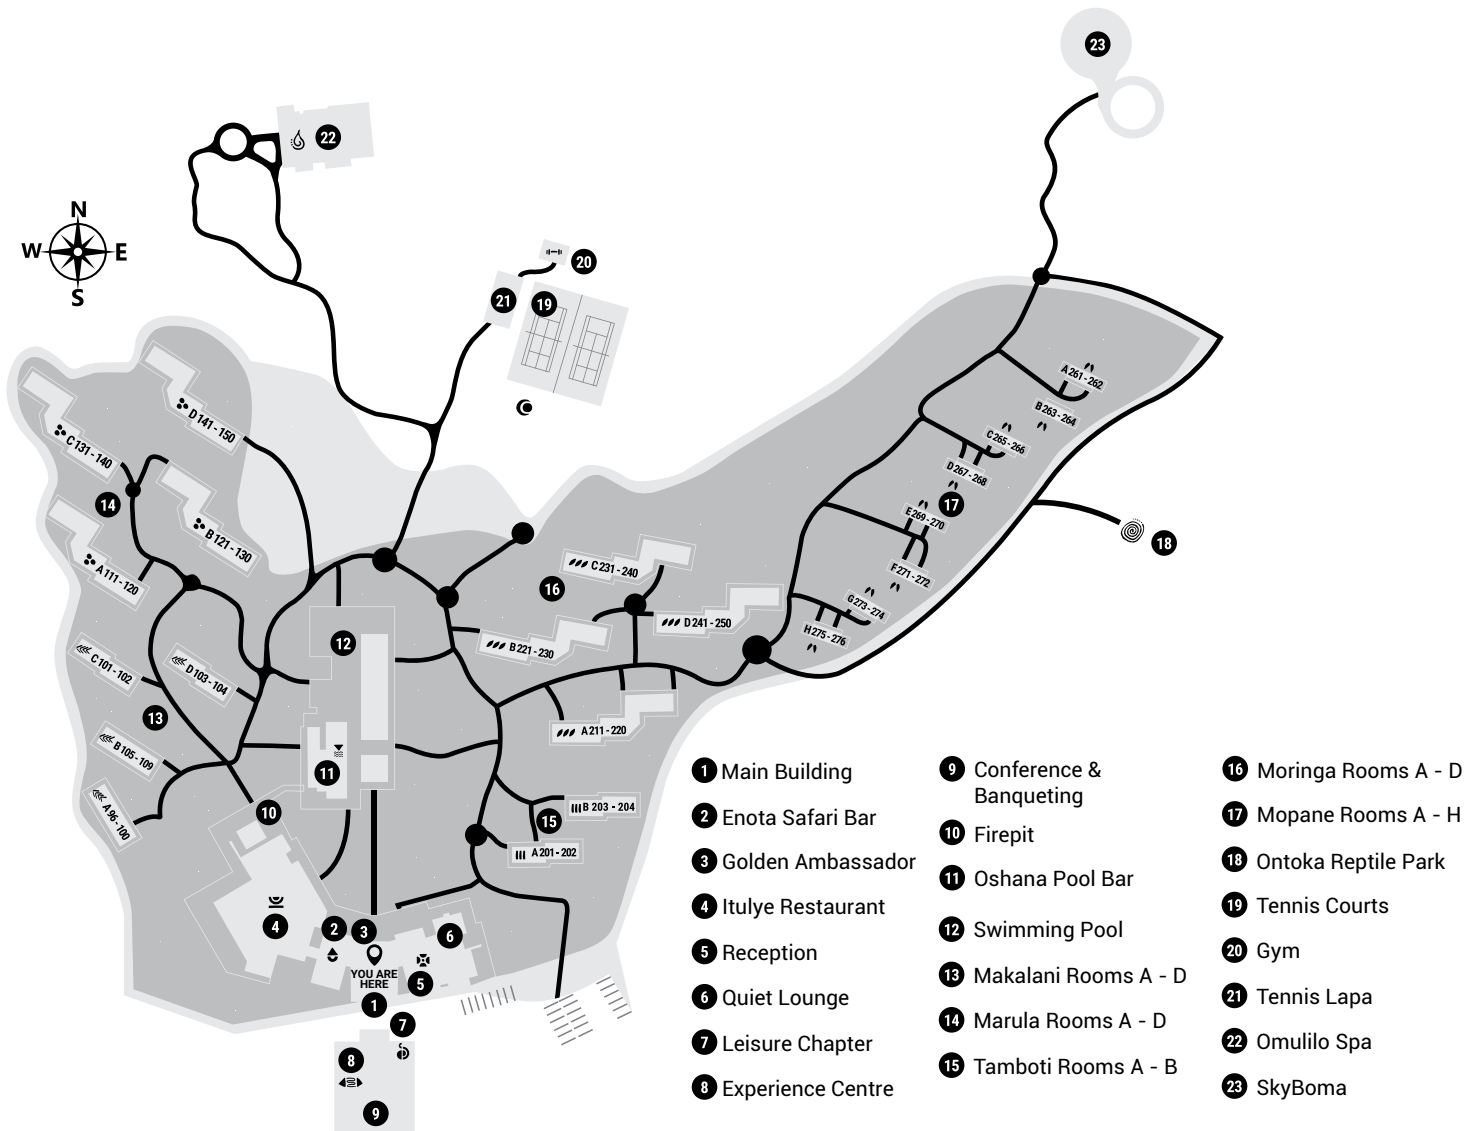 23
22
N
W E
S
20
21
19
A 261 - 262
B 263 - 264
C 265 - 266
D 267 - 268
17
E 269 - 270
F 271 - 272
G 273 - 274
H 275 - 276
18
D 141 - 150
C 131 - 140
14
B 121 - 130
A 111 - 120
C 231 - 240
16
D 241 - 250
B 221 - 230
A 211 - 220
12
C 101 - 102
D 103 - 104
13
B 105 - 109
A 96 - 100
11
10
B 203 - 204
15
A 201 - 202
4
2
3
6
YOU ARE
HERE
5
1
7
8
9
1 Main Building
2 Enota Safari Bar
3 Golden Ambassador
4 Itulye Restaurant
5 Reception
6 Quiet Lounge
7 Leisure Chapter
8 Experience Centre
9 Conference &
Banqueting
10 Firepit
11 Oshana Pool Bar
12 Swimming Pool
13 Makalani Rooms A - D
14 Marula Rooms A - D
15 Tamboti Rooms A - B
16 Moringa Rooms A - D
17 Mopane Rooms A - H
18 Ontoka Reptile Park
19 Tennis Courts
20 Gym
21 Tennis Lapa
22 Omulilo Spa
23 SkyBoma